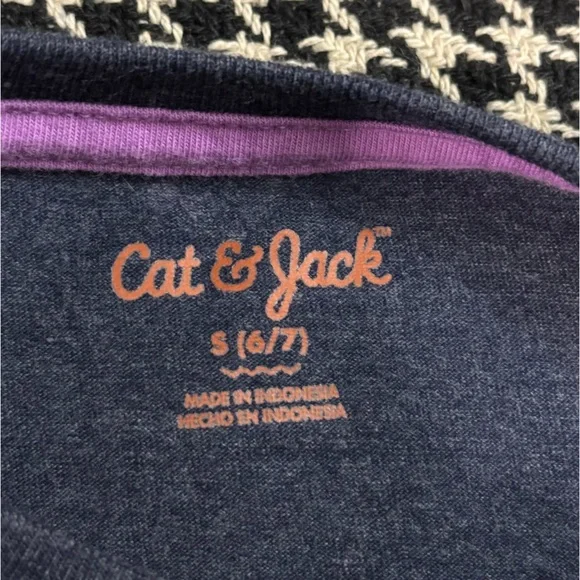 Cat & Jack™
S (6/7)
MADE IN INDONESIA
HECHO EN INDONESIA